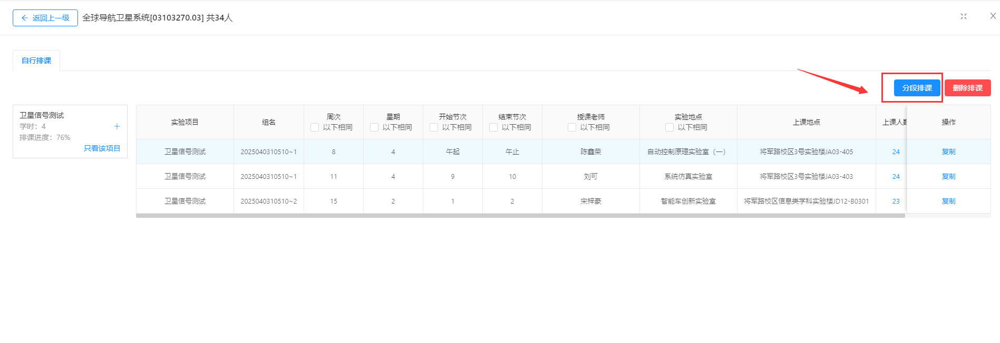 返回上一级 全球导航卫星系统[03103270.03] 共34人
自行排课
分段排课 删除排课
卫星信号测试
学时：4
排课进度：76%
只看该项目
实验项目 组名 周次 以下相同 星期 以下相同 开始节次 以下相同 结束节次 以下相同 授课老师 以下相同 实验地点 以下相同 上课地点 上课人数 操作
卫星信号测试 2025040310510~1 8 4 午起 午止 陈鑫荣 自动控制原理实验室（一） 将军路校区3号实验楼JA03-405 24 复制
卫星信号测试 2025040310510~1 11 4 9 10 刘可 系统仿真实验室 将军路校区3号实验楼JA03-403 24 复制
卫星信号测试 2025040310510~2 15 2 1 2 宋梓豪 智能车创新实验室 将军路校区信息类学科实验楼JD12-B0301 23 复制